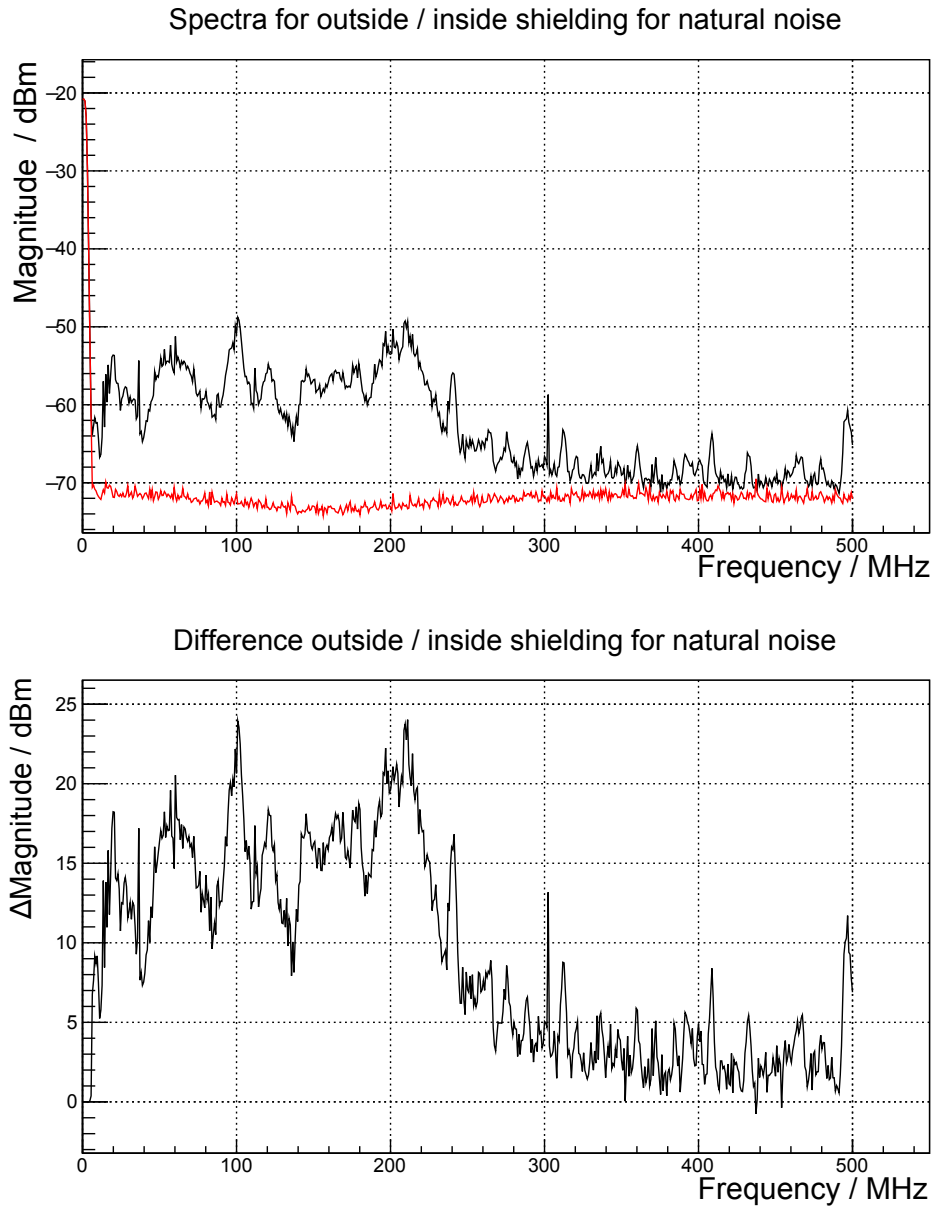 Spectra for outside / inside shielding for natural noise
Magnitude / dBm
−20
−30
−40
−50
−60
−70
0 100 200 300 400 500
Frequency / MHz
Difference outside / inside shielding for natural noise
ΔMagnitude / dBm
25
20
15
10
5
0
0 100 200 300 400 500
Frequency / MHz